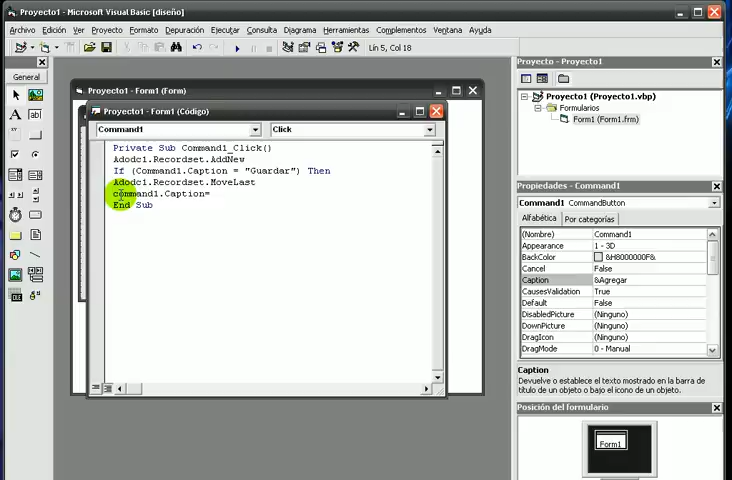 Proyecto1 - Microsoft Visual Basic [diseño]
Archivo Edición Ver Proyecto Formato Depuración Ejecutar Consulta Diagrama Herramientas Complementos Ventana Ayuda
Lín 5, Col 18
General
Proyecto1 - Form1 (Form)
Proyecto1 - Form1 (Código)
Command1 Click
Private Sub Command1_Click()
Adodc1.Recordset.AddNew
If (Command1.Caption = "Guardar") Then
Adodc1.Recordset.MoveLast
command1.Caption=
End Sub
Proyecto - Proyecto1
Proyecto1 (Proyecto1.vbp)
Formularios
Form1 (Form1.frm)
Propiedades - Command1
Command1 CommandButton
Alfabética Por categorías
(Nombre) Command1
Appearance 1 - 3D
BackColor &H8000000F&
Cancel False
Caption &Agregar
CausesValidation True
Default False
DisabledPicture (Ninguno)
DownPicture (Ninguno)
DragIcon (Ninguno)
DragMode 0 - Manual
Caption
Devuelve o establece el texto mostrado en la barra de
título de un objeto o bajo el icono de un objeto.
Posición del formulario
Form1